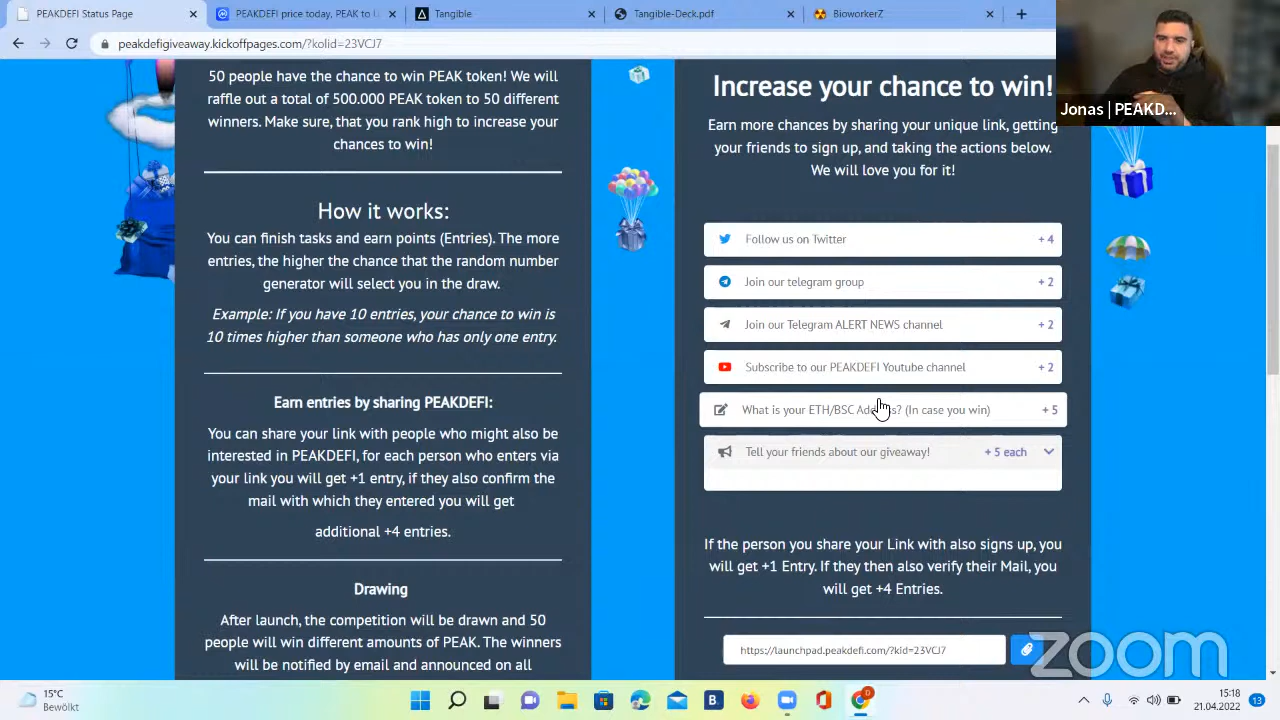 PEAKDEFI Status Page
PEAKDEFI price today, PEAK to U
Tangible
Tangible-Deck.pdf
BioworkerZ
peakdefigiveaway.kickoffpages.com/?kolid=23VCJ7
Jonas | PEAKD...
50 people have the chance to win PEAK token! We will
raffle out a total of 500.000 PEAK token to 50 different
winners. Make sure, that you rank high to increase your
chances to win!
How it works:
You can finish tasks and earn points (Entries). The more
entries, the higher the chance that the random number
generator will select you in the draw.
Example: If you have 10 entries, your chance to win is
10 times higher than someone who has only one entry.
Earn entries by sharing PEAKDEFI:
You can share your link with people who might also be
interested in PEAKDEFI, for each person who enters via
your link you will get +1 entry, if they also confirm the
mail with which they entered you will get
additional +4 entries.
Drawing
After launch, the competition will be drawn and 50
people will win different amounts of PEAK. The winners
will be notified by email and announced on all
Increase your chance to win!
Earn more chances by sharing your unique link, getting
your friends to sign up, and taking the actions below.
We will love you for it!
Follow us on Twitter + 4
Join our telegram group + 2
Join our Telegram ALERT NEWS channel + 2
Subscribe to our PEAKDEFI Youtube channel + 2
What is your ETH/BSC Address? (In case you win) + 5
Tell your friends about our giveaway! + 5 each
If the person you share your Link with also signs up, you
will get +1 Entry. If they then also verify their Mail, you
will get +4 Entries.
https://launchpad.peakdefi.com/?kid=23VCJ7
zoom
15°C
Bewölkt
B.
15:18
21.04.2022
13